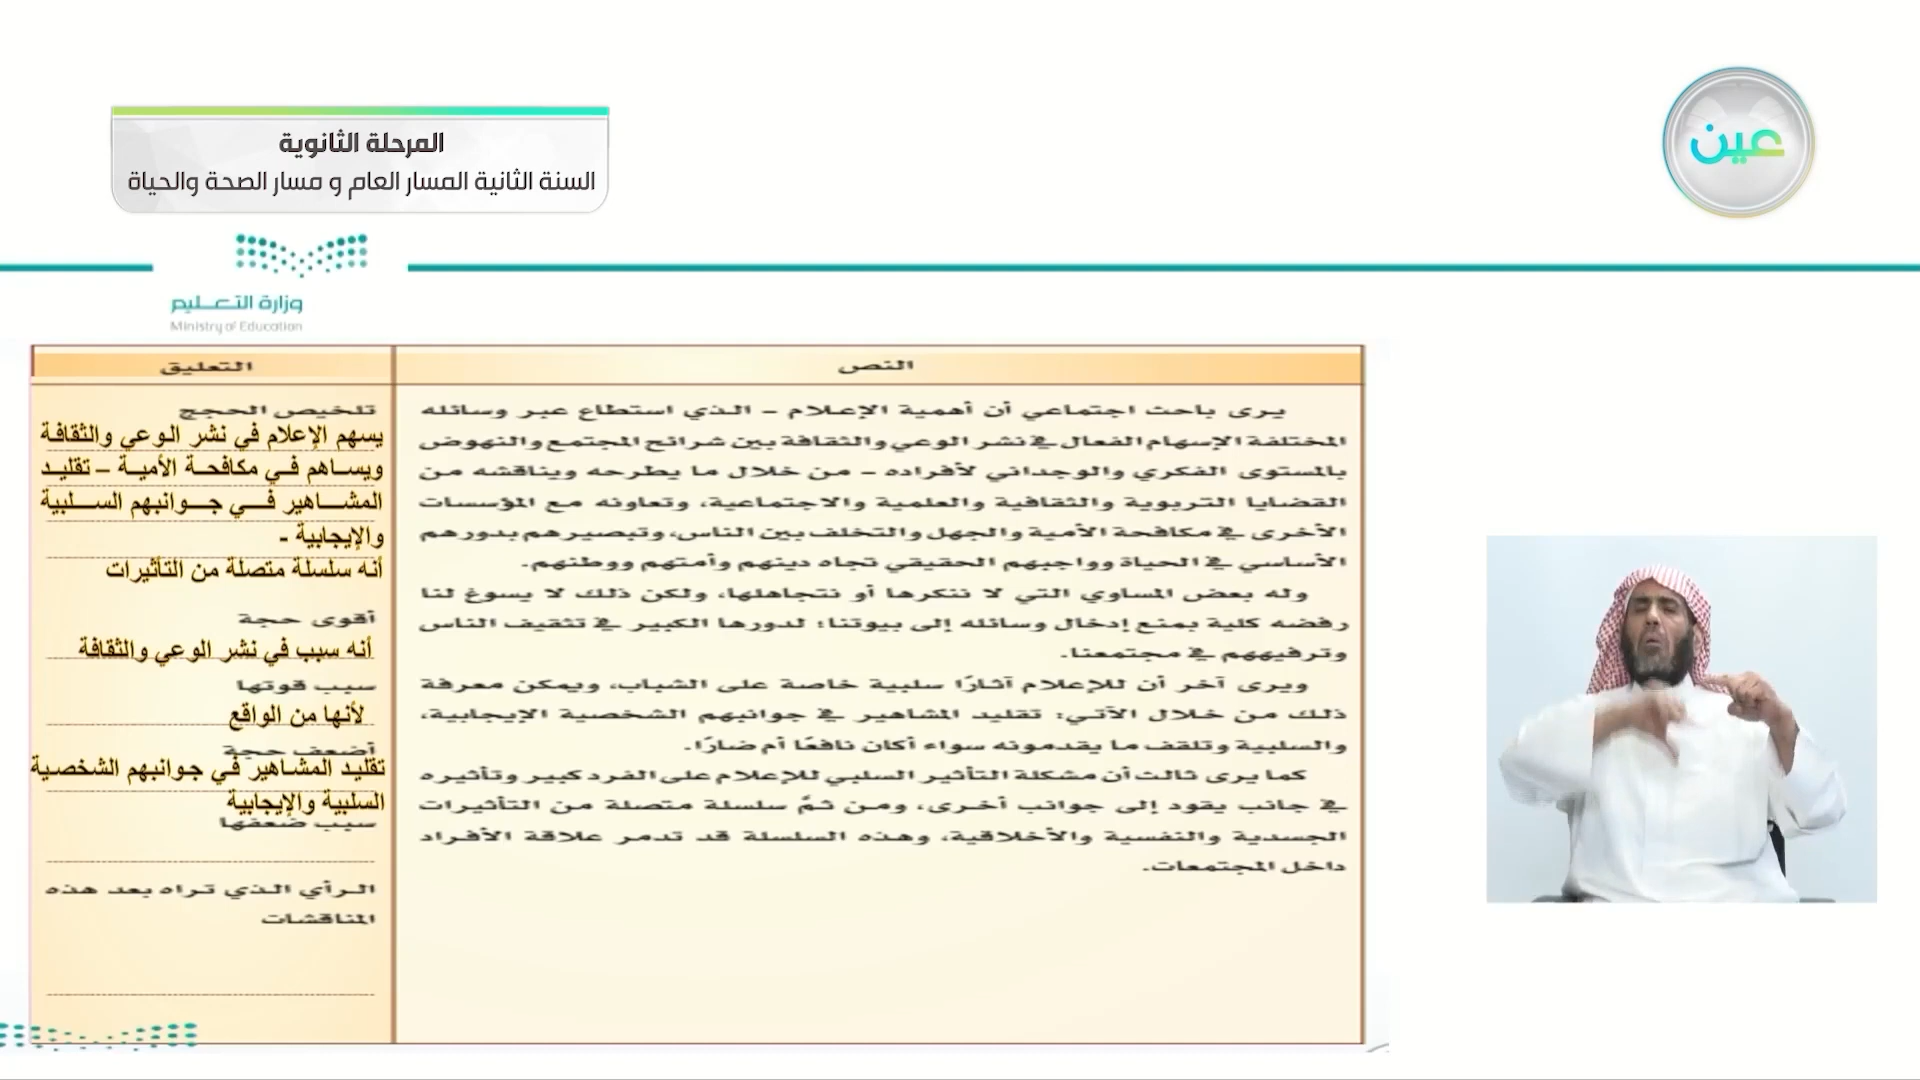 المرحلة الثانوية
السنة الثانية المسار العام و مسار الصحة والحياة
عين
وزارة التعليم
Ministry of Education
النص
يرى باحث اجتماعي أن أهمية الإعلام - الذي استطاع عبر وسائله
المختلفة الإسهام الفعال في نشر الوعي والثقافة بين شرائح المجتمع والنهوض
بالمستوى الفكري والوجداني لأفراده - من خلال ما يطرحه ويناقشه من
القضايا التربوية والثقافية والعلمية والاجتماعية، وتعاونه مع المؤسسات
الأخرى في مكافحة الأمية والجهل والتخلف بين الناس، وتبصيرهم بدورهم
الأساسي في الحياة وواجبهم الحقيقي تجاه دينهم وأمتهم ووطنهم.
وله بعض المساوي التي لا ننكرها أو نتجاهلها، ولكن ذلك لا يسوغ لنا
رفضه كلية بمنع إدخال وسائله إلى بيوتنا؛ لدورها الكبير في تثقيف الناس
وترفيههم في مجتمعنا.
ويرى آخر أن للإعلام آثارًا سلبية خاصة على الشباب، ويمكن معرفة
ذلك من خلال الآتي: تقليد المشاهير في جوانبهم الشخصية الإيجابية،
والسلبية وتلقف ما يقدمونه سواء أكان نافعًا أم ضارًا.
كما يرى ثالث أن مشكلة التأثير السلبي للإعلام على الفرد كبير وتأثيره
في جانب يقود إلى جوانب أخرى، ومن ثمَّ سلسلة متصلة من التأثيرات
الجسدية والنفسية والأخلاقية، وهذه السلسلة قد تدمر علاقة الأفراد
داخل المجتمعات.
التعليق
تلخيص الحجج
يسهم الإعلام في نشر الوعي والثقافة
ويساهم في مكافحة الأمية – تقليد
المشاهير في جوانبهم السلبية
والإيجابية -
أنه سلسلة متصلة من التأثيرات
أقوى حجة
أنه سبب في نشر الوعي والثقافة
سبب قوتها
لأنها من الواقع
أضعف حجة
تقليد المشاهير في جوانبهم الشخصية
السلبية والإيجابية
سبب ضعفها
الرأي الذي تراه بعد هذه
المناقشات